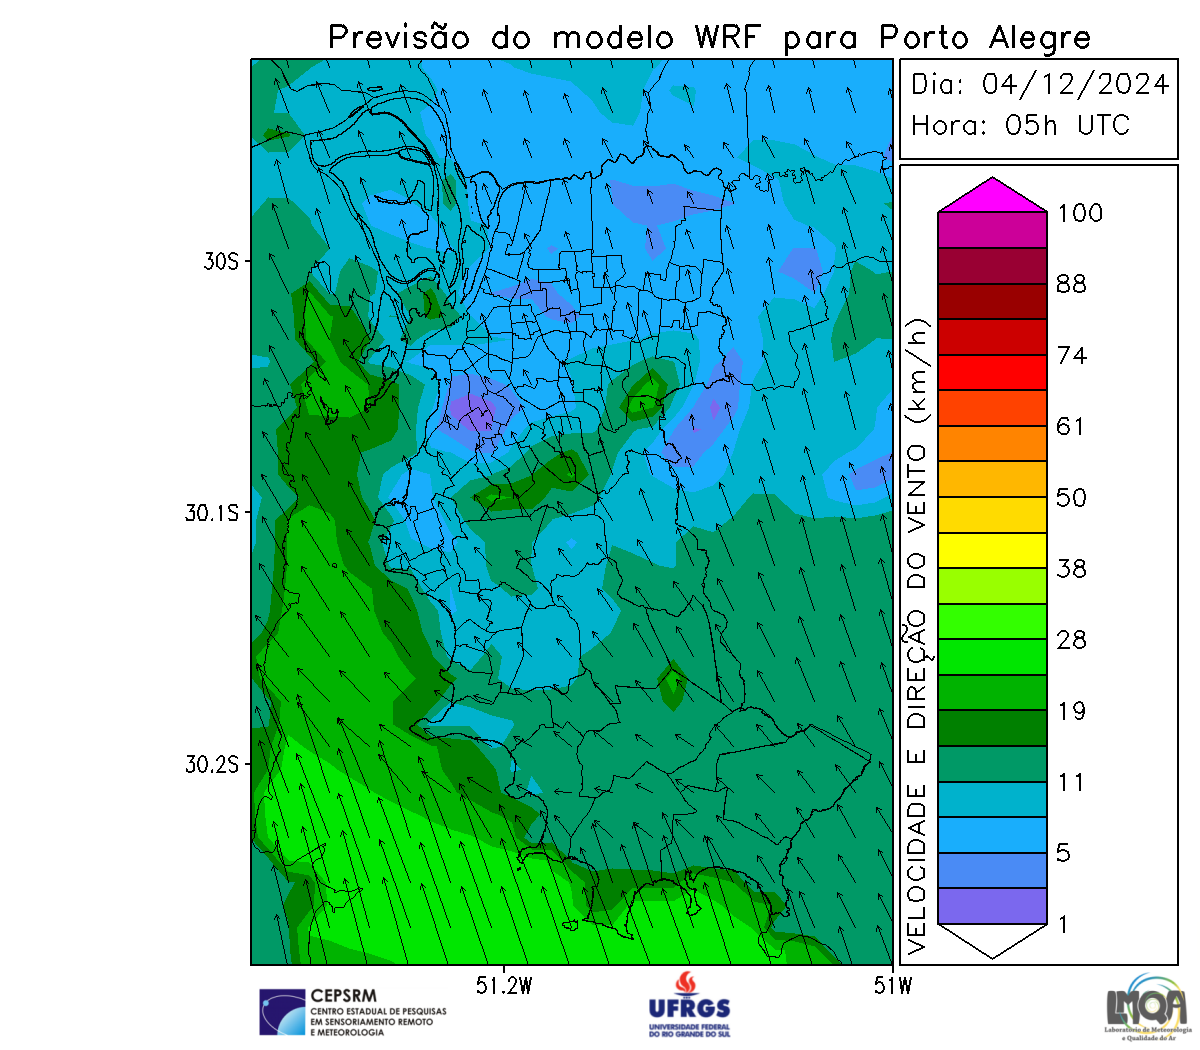 Previsão do modelo WRF para Porto Alegre
Dia: 04/12/2024
Hora: 05h UTC
30S
30.1S
30.2S
51.2W
51W
VELOCIDADE E DIREÇÃO DO VENTO (km/h)
100
88
74
61
50
38
28
19
11
5
1
CEPSRM
CENTRO ESTADUAL DE PESQUISAS
EM SENSORIAMENTO REMOTO
E METEOROLOGIA
UFRGS
UNIVERSIDADE FEDERAL
DO RIO GRANDE DO SUL
LMQA
Laboratório de Meteorologia
e Qualidade do Ar